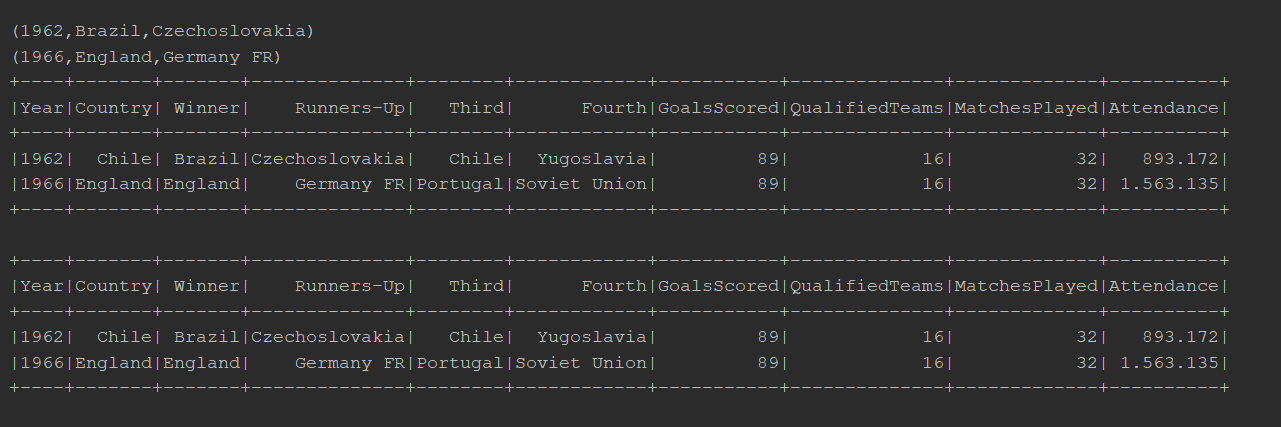 (1962,Brazil,Czechoslovakia)
(1966,England,Germany FR)
+----+-------+-------+--------------+--------+------------+-----------+--------------+-------------+----------+
|Year|Country| Winner|    Runners-Up|   Third|      Fourth|GoalsScored|QualifiedTeams|MatchesPlayed|Attendance|
+----+-------+-------+--------------+--------+------------+-----------+--------------+-------------+----------+
|1962|  Chile| Brazil|Czechoslovakia|   Chile|  Yugoslavia|         89|            16|           32|   893.172|
|1966|England|England|    Germany FR|Portugal|Soviet Union|         89|            16|           32| 1.563.135|
+----+-------+-------+--------------+--------+------------+-----------+--------------+-------------+----------+
+----+-------+-------+--------------+--------+------------+-----------+--------------+-------------+----------+
|Year|Country| Winner|    Runners-Up|   Third|      Fourth|GoalsScored|QualifiedTeams|MatchesPlayed|Attendance|
+----+-------+-------+--------------+--------+------------+-----------+--------------+-------------+----------+
|1962|  Chile| Brazil|Czechoslovakia|   Chile|  Yugoslavia|         89|            16|           32|   893.172|
|1966|England|England|    Germany FR|Portugal|Soviet Union|         89|            16|           32| 1.563.135|
+----+-------+-------+--------------+--------+------------+-----------+--------------+-------------+----------+